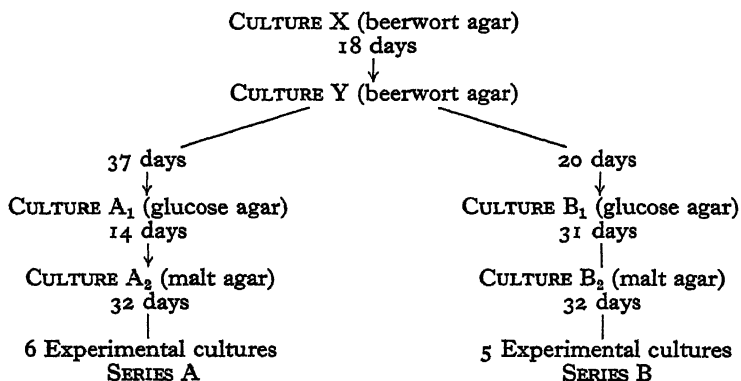 CULTURE X (beerwort agar)
18 days
CULTURE Y (beerwort agar)
37 days
20 days
CULTURE A₁ (glucose agar)
CULTURE B₁ (glucose agar)
14 days
31 days
CULTURE A₂ (malt agar)
CULTURE B₂ (malt agar)
32 days
32 days
6 Experimental cultures
5 Experimental cultures
SERIES A
SERIES B